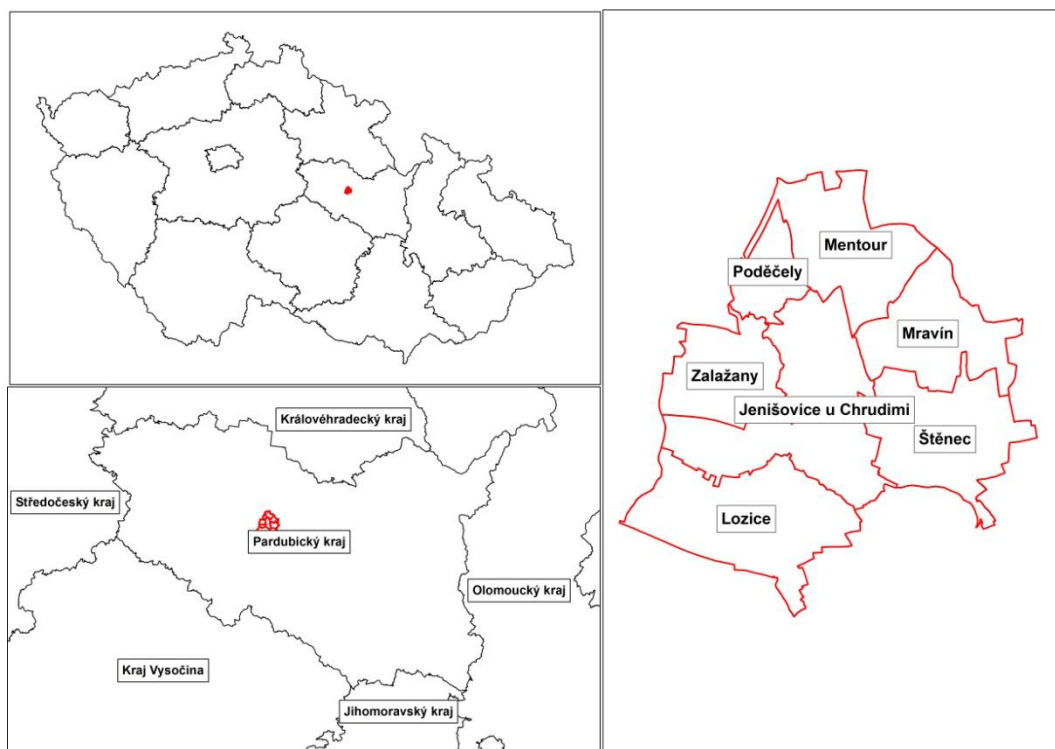 Královéhradecký kraj
Středočeský kraj
Pardubický kraj
Olomoucký kraj
Kraj Vysočina
Jihomoravský kraj
Mentour
Poděčely
Mravín
Zalažany
Jenišovice u Chrudimi
Štěnec
Lozice